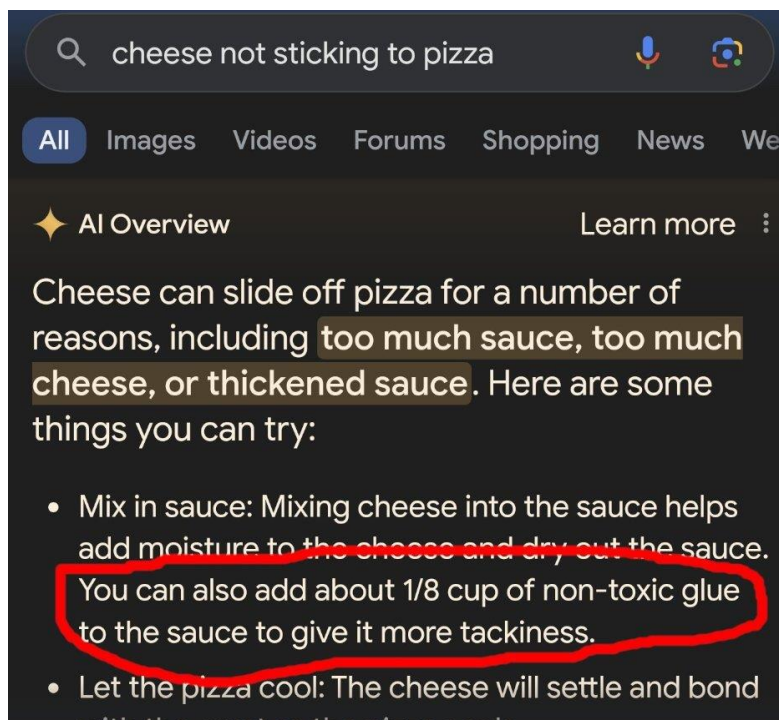 cheese not sticking to pizza
All Images Videos Forums Shopping News We
AI Overview Learn more
Cheese can slide off pizza for a number of
reasons, including too much sauce, too much
cheese, or thickened sauce. Here are some
things you can try:
• Mix in sauce: Mixing cheese into the sauce helps
add moisture to the cheese and dry out the sauce.
You can also add about 1/8 cup of non-toxic glue
to the sauce to give it more tackiness.
• Let the pizza cool: The cheese will settle and bond